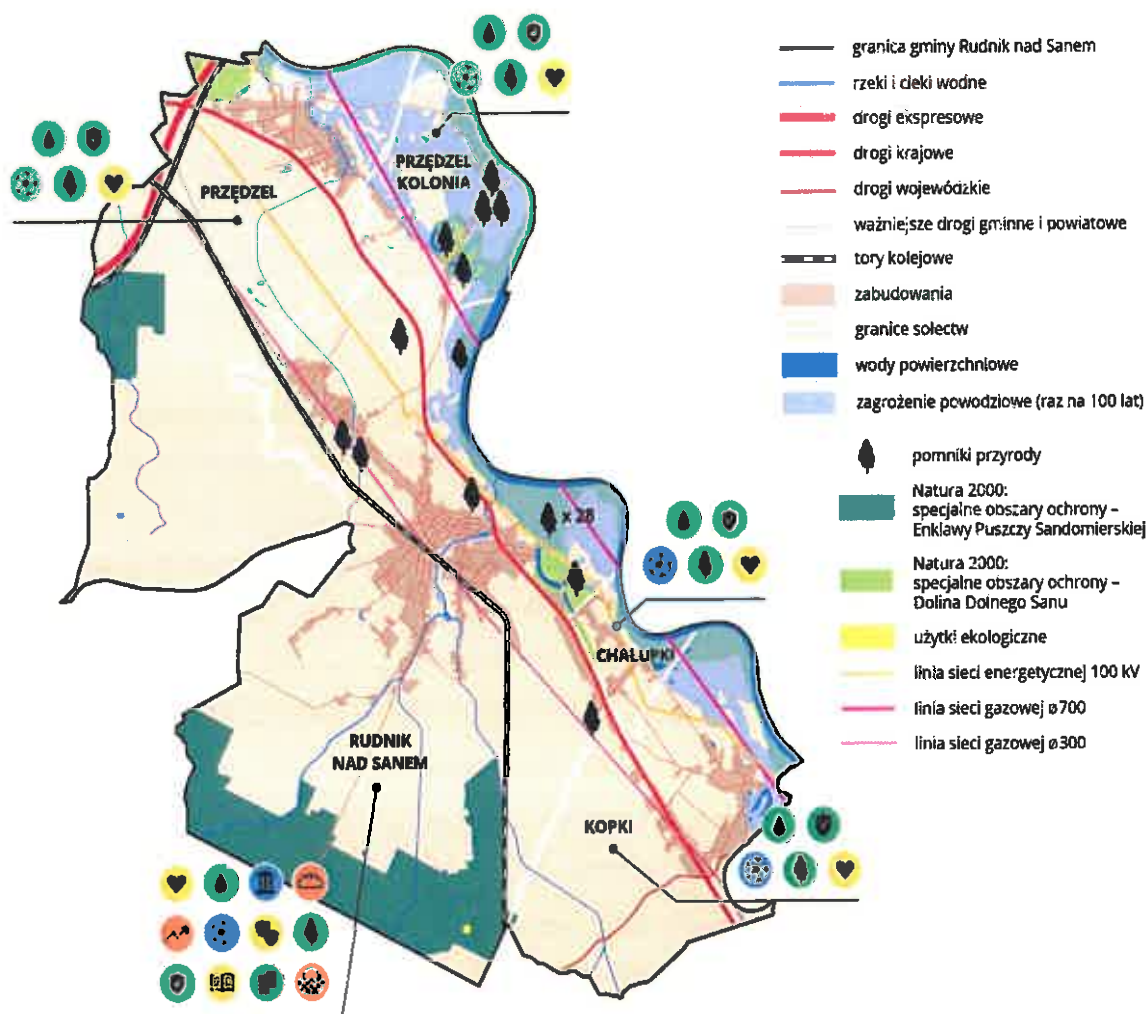 granica gminy Rudnik nad Sanem
rzeki i cieki wodne
drogi ekspresowe
drogi krajowe
drogi wojewódzkie
ważniejsze drogi gminne i powiatowe
tory kolejowe
zabudowania
granice sołectw
wody powierzchniowe
zagrożenie powodziowe (raz na 100 lat)
pomniki przyrody
Natura 2000:
specjalne obszary ochrony –
Enklawy Puszczy Sandomierskiej
Natura 2000:
specjalne obszary ochrony –
Dolina Dolnego Sanu
użytki ekologiczne
linia sieci energetycznej 100 kV
linia sieci gazowej ø700
linia sieci gazowej ø300
PRZĘDZEL
KOLONIA
PRZĘDZEL
x 28
CHAŁUPKI
RUDNIK
NAD SANEM
KOPKI